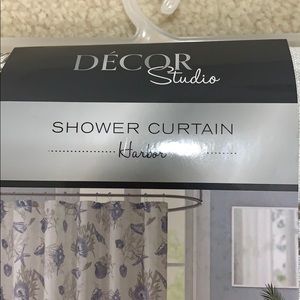 DÉCOR
Studio
SHOWER CURTAIN
Harbor